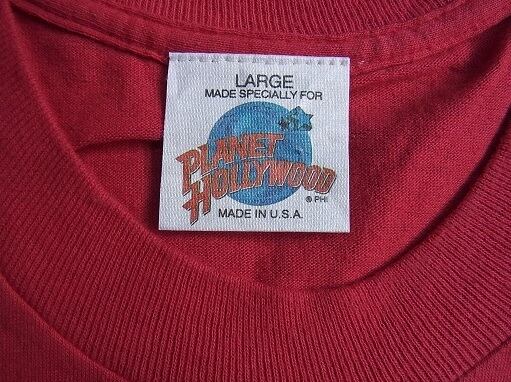 LARGE
MADE SPECIALLY FOR
PLANET
HOLLYWOOD
® PHI
MADE IN U.S.A.